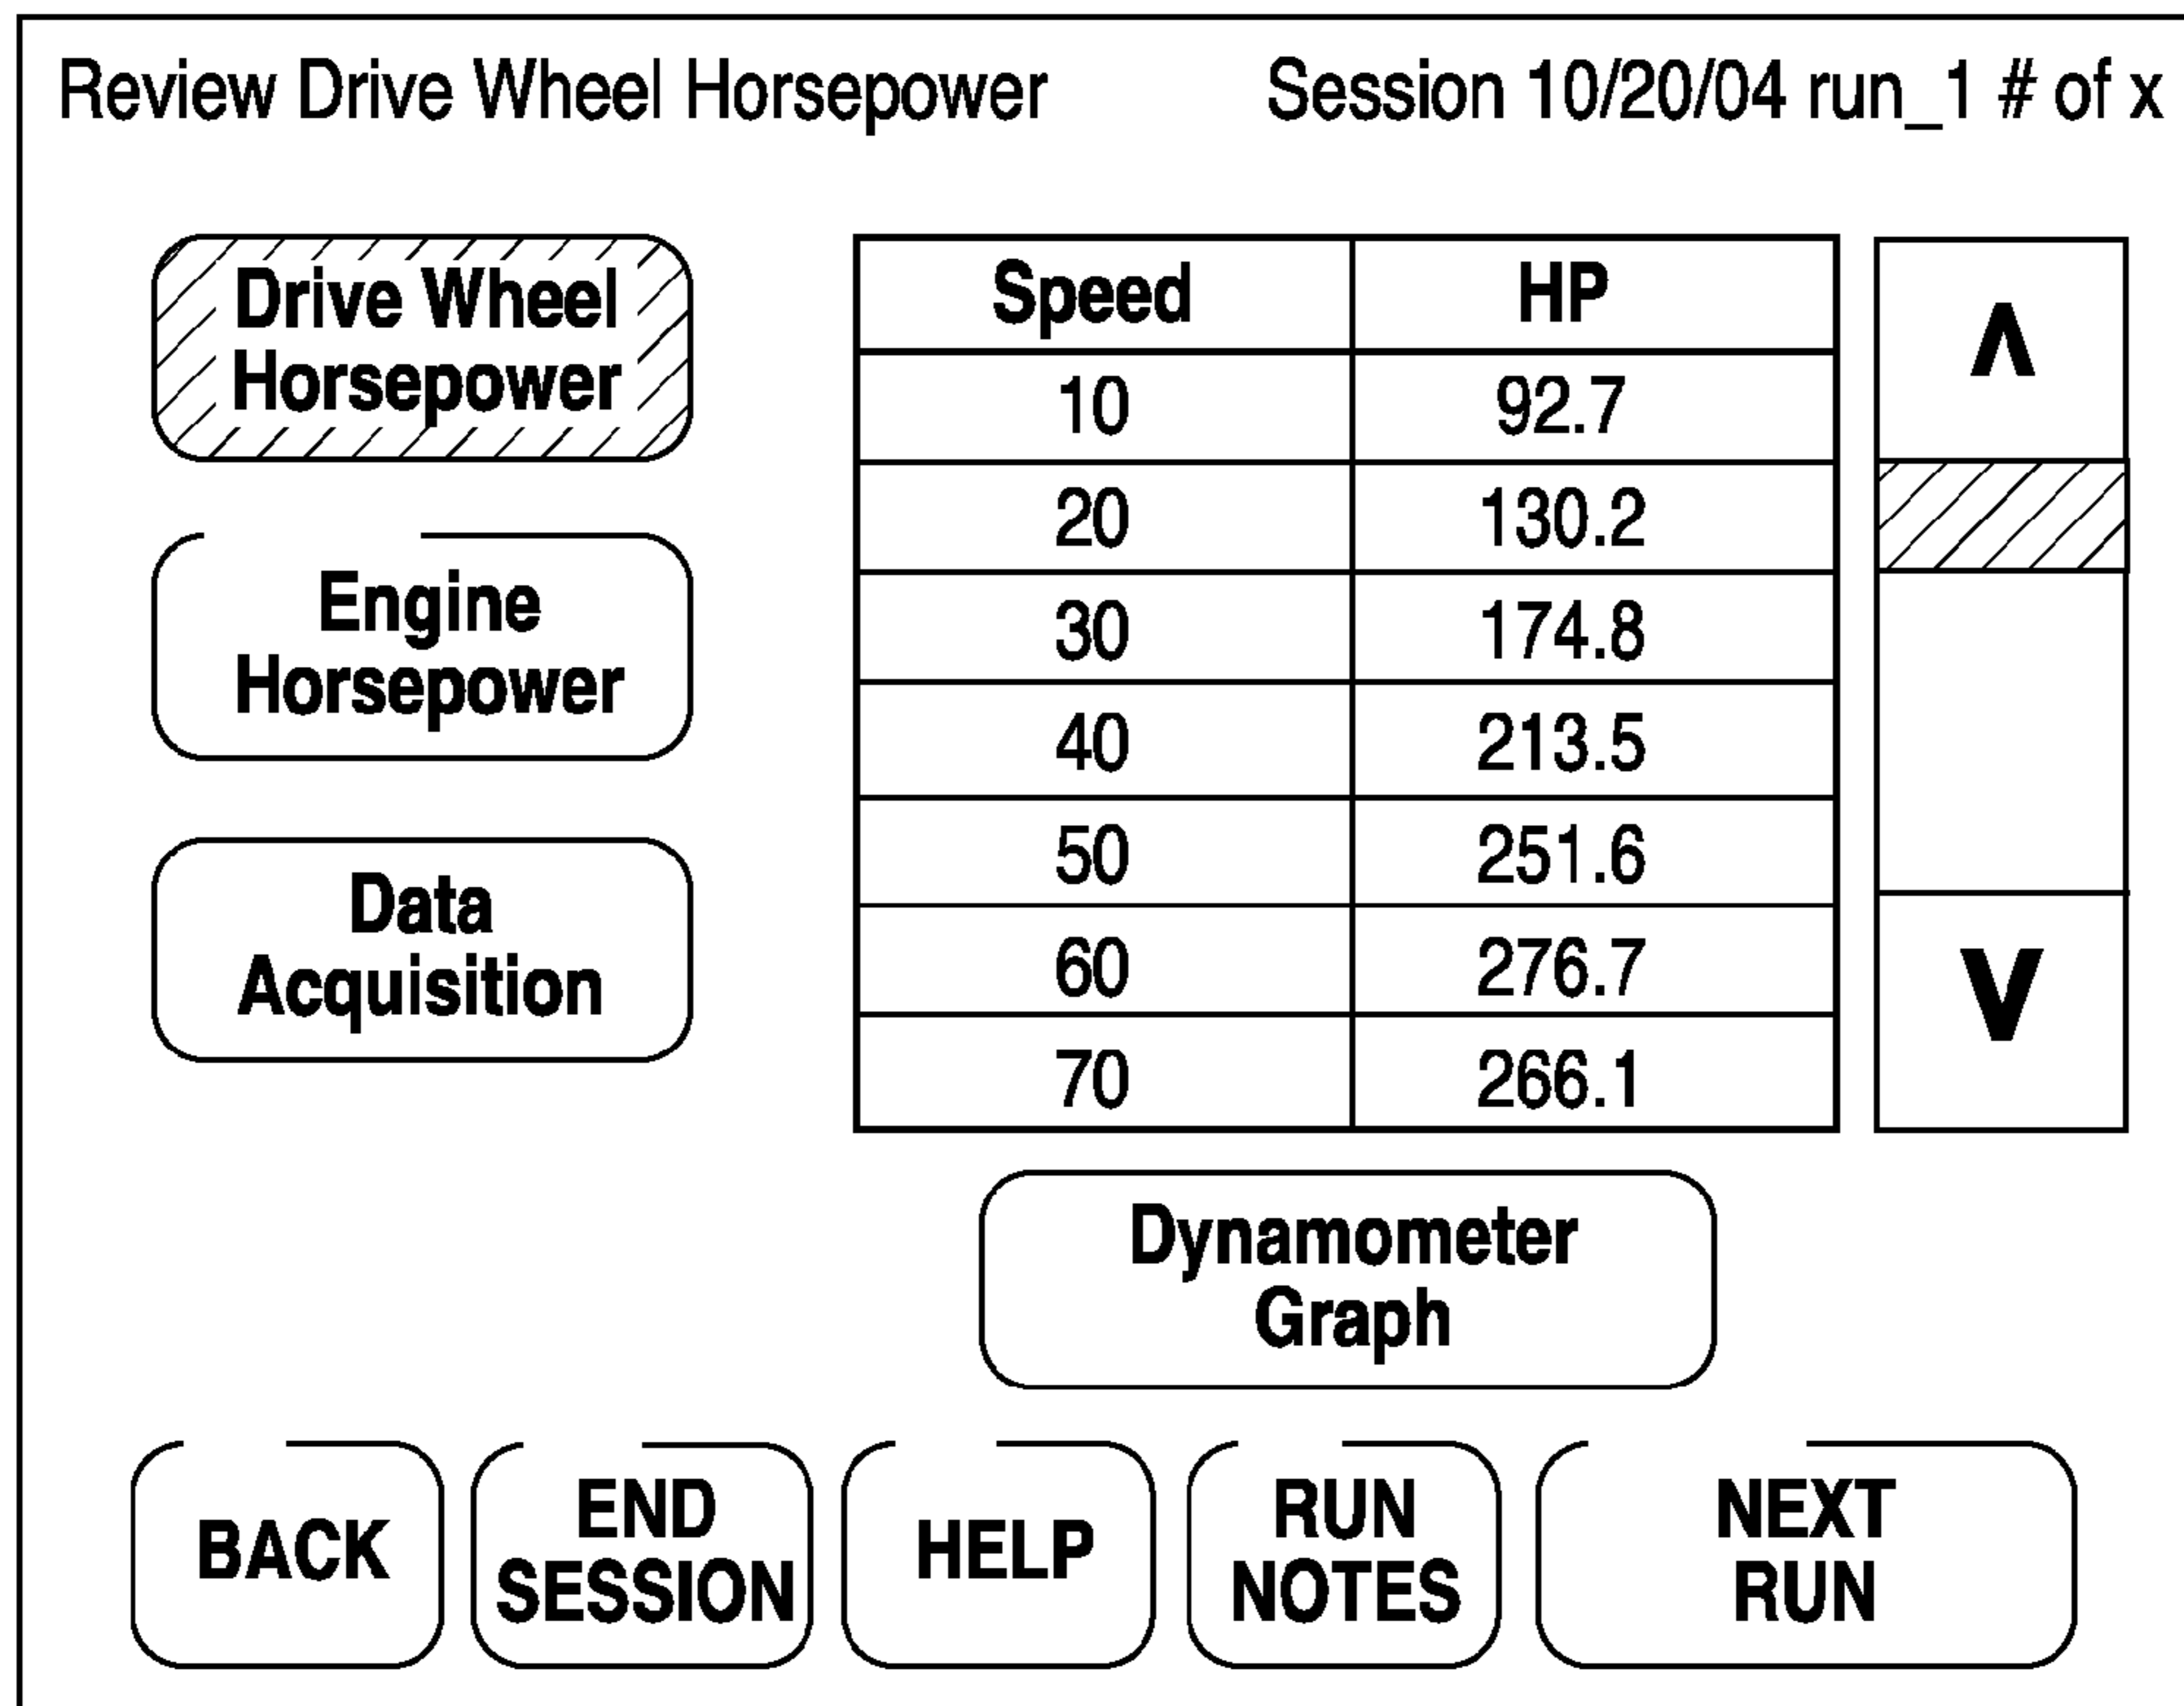 Review Drive Wheel Horsepower Session 10/20/04 run_1 # of x
Drive Wheel
Horsepower
Engine
Horsepower
Data
Acquisition
Speed HP
10 92.7
20 130.2
30 174.8
40 213.5
50 251.6
60 276.7
70 266.1
Λ
V
Dynamometer
Graph
BACK
END
SESSION
HELP
RUN
NOTES
NEXT
RUN